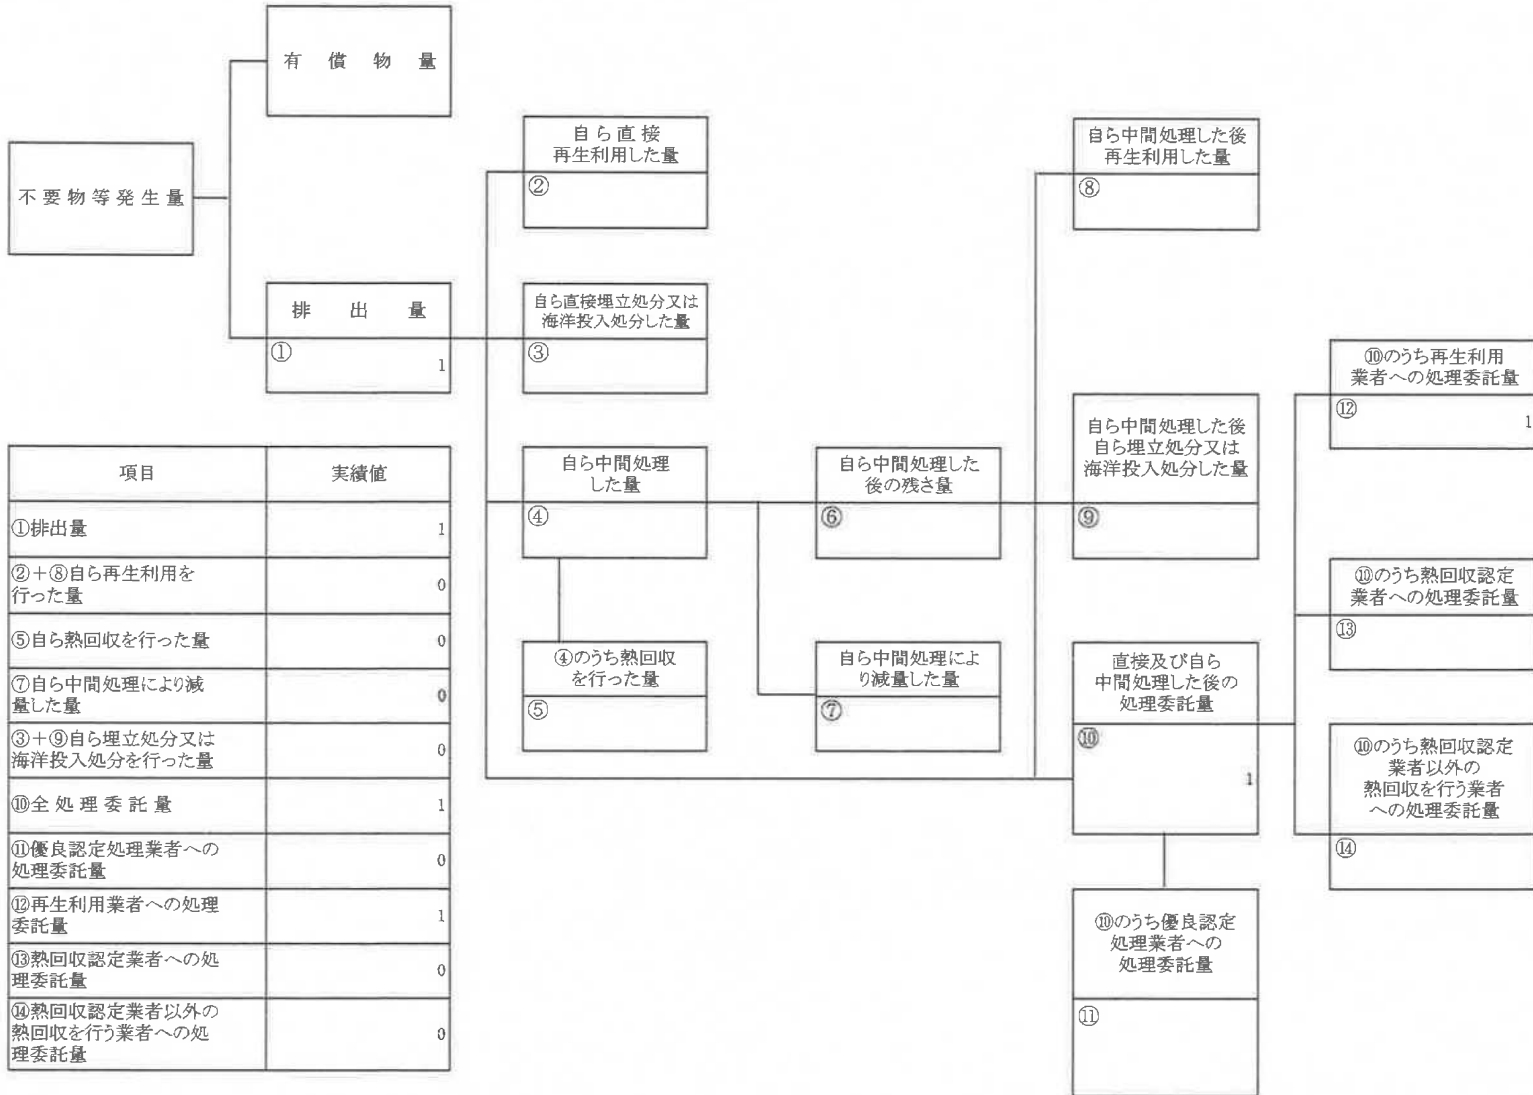 有償物量
不要物等発生量
排出量
①
1
自ら直接
再生利用した量
②
自ら直接埋立処分又は
海洋投入処分した量
③
自ら中間処理
した量
④
④のうち熱回収
を行った量
⑤
自ら中間処理した
後の残さ量
⑥
自ら中間処理によ
り減量した量
⑦
自ら中間処理した後
再生利用した量
⑧
自ら中間処理した後
自ら埋立処分又は
海洋投入処分した量
⑨
直接及び自ら
中間処理した後の
処理委託量
⑩
1
⑩のうち優良認定
処理業者への
処理委託量
⑪
⑩のうち再生利用
業者への処理委託量
⑫
1
⑩のうち熱回収認定
業者への処理委託量
⑬
⑩のうち熱回収認定
業者以外の
熱回収を行う業者
への処理委託量
⑭
項目 実績値
①排出量 1
②+⑧自ら再生利用を
行った量 0
⑤自ら熱回収を行った量 0
⑦自ら中間処理により減
量した量 0
③+⑨自ら埋立処分又は
海洋投入処分を行った量 0
⑩全処理委託量 1
⑪優良認定処理業者への
処理委託量 0
⑫再生利用業者への処理
委託量 1
⑬熱回収認定業者への処
理委託量 0
⑭熱回収認定業者以外の
熱回収を行う業者への処
理委託量 0